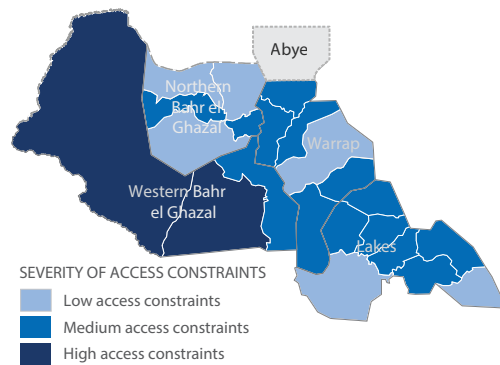 Abye
Northern
Bahr el
Ghazal
Warrap
Western Bahr
el Ghazal
Lakes
SEVERITY OF ACCESS CONSTRAINTS
Low access constraints
Medium access constraints
High access constraints